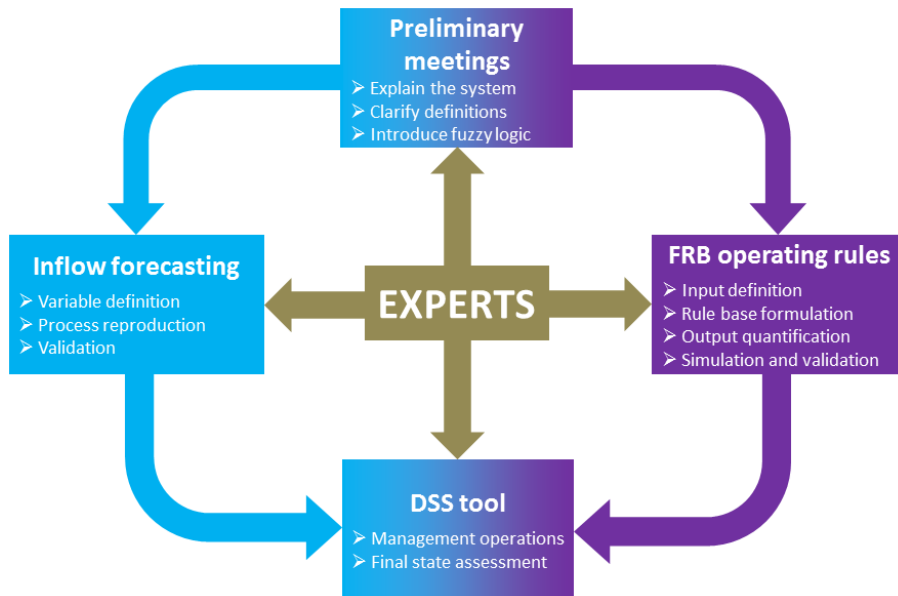 Preliminary
meetings
➢ Explain the system
➢ Clarify definitions
➢ Introduce fuzzy logic
Inflow forecasting
➢ Variable definition
➢ Process reproduction
➢ Validation
EXPERTS
FRB operating rules
➢ Input definition
➢ Rule base formulation
➢ Output quantification
➢ Simulation and validation
DSS tool
➢ Management operations
➢ Final state assessment